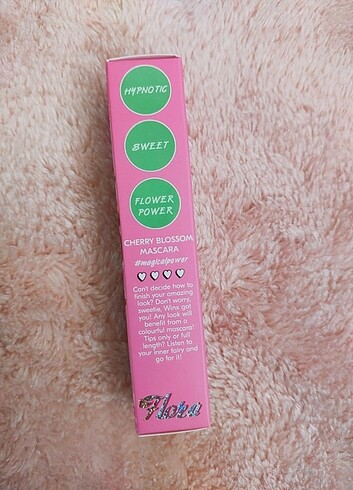 HYPNOTIC
SWEET
FLOWER
POWER
CHERRY BLOSSOM
MASCARA
#magicalpower
Can't decide how to
finish your amazing
look? Don't worry,
sweetie, Winx got
you! Any look will
benefit from a
colourful mascara!
Tips only or full
length? Listen to
your inner fairy and
go for it!
Flora